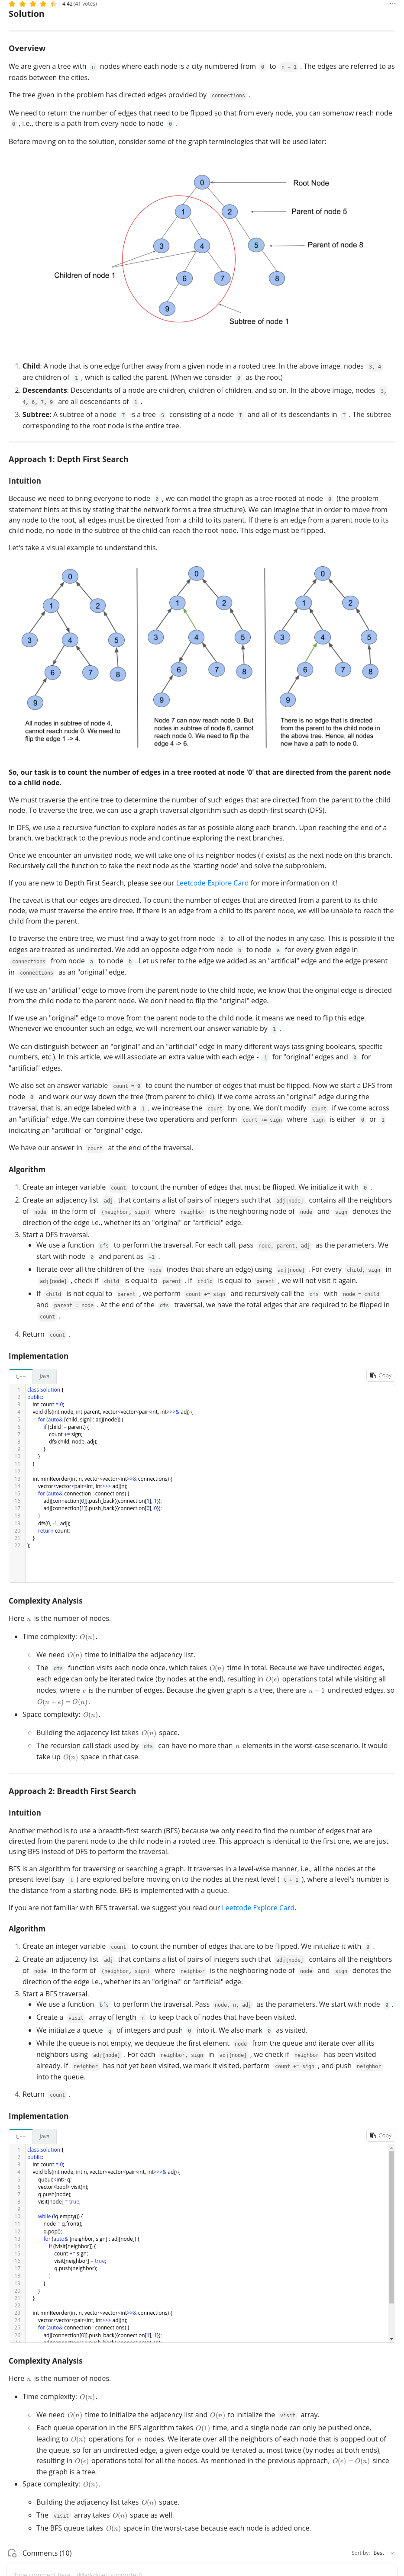 4.42 (41 votes)
Solution
Overview
We are given a tree with n nodes where each node is a city numbered from 0 to n - 1. The edges are referred to as
roads between the cities.
The tree given in the problem has directed edges provided by connections.
We need to return the number of edges that need to be flipped so that from every node, you can somehow reach node
0, i.e., there is a path from every node to node 0.
Before moving on to the solution, consider some of the graph terminologies that will be used later:
0
Root Node
1
2
Parent of node 5
3
4
5
Parent of node 8
Children of node 1
6
7
8
9
Subtree of node 1
1. Child: A node that is one edge further away from a given node in a rooted tree. In the above image, nodes 3, 4
are children of 1, which is called the parent. (When we consider 0 as the root)
2. Descendants: Descendants of a node are children, children of children, and so on. In the above image, nodes 3,
4, 6, 7, 9 are all descendants of 1.
3. Subtree: A subtree of a node T is a tree S consisting of a node T and all of its descendants in T. The subtree
corresponding to the root node is the entire tree.
Approach 1: Depth First Search
Intuition
Because we need to bring everyone to node 0, we can model the graph as a tree rooted at node 0 (the problem
statement hints at this by stating that the network forms a tree structure). We can imagine that in order to move from
any node to the root, all edges must be directed from a child to its parent. If there is an edge from a parent node to its
child node, no node in the subtree of the child can reach the root node. This edge must be flipped.
Let's take a visual example to understand this.
0
1
2
3
4
5
6
7
8
9
All nodes in subtree of node 4,
cannot reach node 0. We need to
flip the edge 1 -> 4.
0
1
2
3
4
5
6
7
8
9
Node 7 can now reach node 0. But
nodes in subtree of node 6, cannot
reach node 0. We need to flip the
edge 4 -> 6.
0
1
2
3
4
5
6
7
8
9
There is no edge that is directed
from the parent to the child node in
the above tree. Hence, all nodes
now have a path to node 0.
So, our task is to count the number of edges in a tree rooted at node '0' that are directed from the parent node
to a child node.
We must traverse the entire tree to determine the number of such edges that are directed from the parent to the child
node. To traverse the tree, we can use a graph traversal algorithm such as depth-first search (DFS).
In DFS, we use a recursive function to explore nodes as far as possible along each branch. Upon reaching the end of a
branch, we backtrack to the previous node and continue exploring the next branches.
Once we encounter an unvisited node, we will take one of its neighbor nodes (if exists) as the next node on this branch.
Recursively call the function to take the next node as the 'starting node' and solve the subproblem.
If you are new to Depth First Search, please see our Leetcode Explore Card for more information on it!
The caveat is that our edges are directed. To count the number of edges that are directed from a parent to its child
node, we must traverse the entire tree. If there is an edge from a child to its parent node, we will be unable to reach the
child from the parent.
To traverse the entire tree, we must find a way to get from node 0 to all of the nodes in any case. This is possible if the
edges are treated as undirected. We add an opposite edge from node b to node a for every given edge in
connections from node a to node b. Let us refer to the edge we added as an "artificial" edge and the edge present
in connections as an "original" edge.
If we use an "artificial" edge to move from the parent node to the child node, we know that the original edge is directed
from the child node to the parent node. We don't need to flip the "original" edge.
If we use an "original" edge to move from the parent node to the child node, it means we need to flip this edge.
Whenever we encounter such an edge, we will increment our answer variable by 1.
We can distinguish between an "original" and an "artificial" edge in many different ways (assigning booleans, specific
numbers, etc.). In this article, we will associate an extra value with each edge - 1 for "original" edges and 0 for
"artificial" edges.
We also set an answer variable count = 0 to count the number of edges that must be flipped. Now we start a DFS from
node 0 and work our way down the tree (from parent to child). If we come across an "original" edge during the
traversal, that is, an edge labeled with a 1, we increase the count by one. We don't modify count if we come across
an "artificial" edge. We can combine these two operations and perform count += sign where sign is either 0 or 1
indicating an "artificial" or "original" edge.
We have our answer in count at the end of the traversal.
Algorithm
1. Create an integer variable count to count the number of edges that must be flipped. We initialize it with 0.
2. Create an adjacency list adj that contains a list of pairs of integers such that adj[node] contains all the neighbors
of node in the form of (neighbor, sign) where neighbor is the neighboring node of node and sign denotes the
direction of the edge i.e., whether its an "original" or "artificial" edge.
3. Start a DFS traversal.
• We use a function dfs to perform the traversal. For each call, pass node, parent, adj as the parameters. We
start with node 0 and parent as -1.
• Iterate over all the children of the node (nodes that share an edge) using adj[node]. For every child, sign in
adj[node], check if child is equal to parent. If child is equal to parent, we will not visit it again.
• If child is not equal to parent, we perform count += sign and recursively call the dfs with node = child
and parent = node. At the end of the dfs traversal, we have the total edges that are required to be flipped in
count.
4. Return count.
Implementation
C++ Java Copy
1 class Solution {
2 public:
3 int count = 0;
4 void dfs(int node, int parent, vector<vector<pair<int, int>>>& adj) {
5 for (auto& [child, sign] : adj[node]) {
6 if (child != parent) {
7 count += sign;
8 dfs(child, node, adj);
9 }
10 }
11 }
12
13 int minReorder(int n, vector<vector<int>>& connections) {
14 vector<vector<pair<int, int>>> adj(n);
15 for (auto& connection : connections) {
16 adj[connection[0]].push_back({connection[1], 1});
17 adj[connection[1]].push_back({connection[0], 0});
18 }
19 dfs(0, -1, adj);
20 return count;
21 }
22 };
Complexity Analysis
Here n is the number of nodes.
• Time complexity: O(n).
◦ We need O(n) time to initialize the adjacency list.
◦ The dfs function visits each node once, which takes O(n) time in total. Because we have undirected edges,
each edge can only be iterated twice (by nodes at the end), resulting in O(e) operations total while visiting all
nodes, where e is the number of edges. Because the given graph is a tree, there are n − 1 undirected edges, so
O(n + e) = O(n).
• Space complexity: O(n).
◦ Building the adjacency list takes O(n) space.
◦ The recursion call stack used by dfs can have no more than n elements in the worst-case scenario. It would
take up O(n) space in that case.
Approach 2: Breadth First Search
Intuition
Another method is to use a breadth-first search (BFS) because we only need to find the number of edges that are
directed from the parent node to the child node in a rooted tree. This approach is identical to the first one, we are just
using BFS instead of DFS to perform the traversal.
BFS is an algorithm for traversing or searching a graph. It traverses in a level-wise manner, i.e., all the nodes at the
present level (say l) are explored before moving on to the nodes at the next level (l + 1), where a level's number is
the distance from a starting node. BFS is implemented with a queue.
If you are not familiar with BFS traversal, we suggest you read our Leetcode Explore Card.
Algorithm
1. Create an integer variable count to count the number of edges that are to be flipped. We initialize it with 0.
2. Create an adjacency list adj that contains a list of pairs of integers such that adj[node] contains all the neighbors
of node in the form of (neighbor, sign) where neighbor is the neighboring node of node and sign denotes the
direction of the edge i.e., whether its an "original" or "artificial" edge.
3. Start a BFS traversal.
• We use a function bfs to perform the traversal. Pass node, n, adj as the parameters. We start with node 0.
• Create a visit array of length n to keep track of nodes that have been visited.
• We initialize a queue q of integers and push 0 into it. We also mark 0 as visited.
• While the queue is not empty, we dequeue the first element node from the queue and iterate over all its
neighbors using adj[node]. For each neighbor, sign in adj[node], we check if neighbor has been visited
already. If neighbor has not yet been visited, we mark it visited, perform count += sign, and push neighbor
into the queue.
4. Return count.
Implementation
C++ Java Copy
1 class Solution {
2 public:
3 int count = 0;
4 void bfs(int node, int n, vector<vector<pair<int, int>>>& adj) {
5 queue<int> q;
6 vector<bool> visit(n);
7 q.push(node);
8 visit[node] = true;
9
10 while (!q.empty()) {
11 node = q.front();
12 q.pop();
13 for (auto& [neighbor, sign] : adj[node]) {
14 if (!visit[neighbor]) {
15 count += sign;
16 visit[neighbor] = true;
17 q.push(neighbor);
18 }
19 }
20 }
21 }
22
23 int minReorder(int n, vector<vector<int>>& connections) {
24 vector<vector<pair<int, int>>> adj(n);
25 for (auto& connection : connections) {
26 adj[connection[0]].push_back({connection[1], 1});
Complexity Analysis
Here n is the number of nodes.
• Time complexity: O(n).
◦ We need O(n) time to initialize the adjacency list and O(n) to initialize the visit array.
◦ Each queue operation in the BFS algorithm takes O(1) time, and a single node can only be pushed once,
leading to O(n) operations for n nodes. We iterate over all the neighbors of each node that is popped out of
the queue, so for an undirected edge, a given edge could be iterated at most twice (by nodes at both ends),
resulting in O(e) operations total for all the nodes. As mentioned in the previous approach, O(e) = O(n) since
the graph is a tree.
• Space complexity: O(n).
◦ Building the adjacency list takes O(n) space.
◦ The visit array takes O(n) space as well.
◦ The BFS queue takes O(n) space in the worst-case because each node is added once.
Comments (10) Sort by: Best